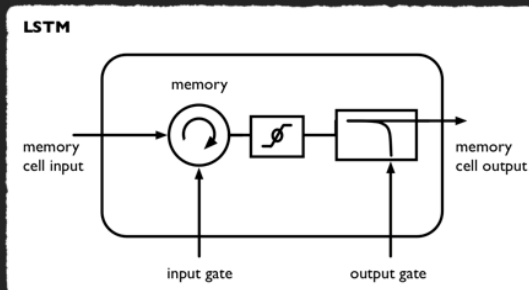 LSTM
memory
memory
cell input
memory
cell output
input gate
output gate